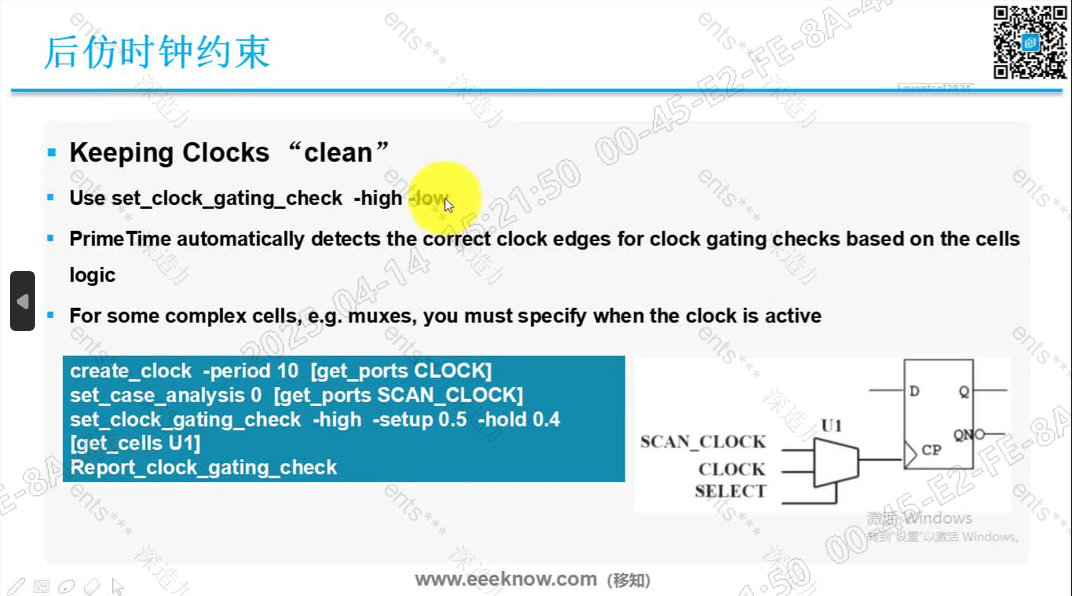 后仿时钟约束
Keeping Clocks “clean”
Use set_clock_gating_check -high -low
PrimeTime automatically detects the correct clock edges for clock gating checks based on the cells
logic
For some complex cells, e.g. muxes, you must specify when the clock is active
create_clock -period 10 [get_ports CLOCK]
set_case_analysis 0 [get_ports SCAN_CLOCK]
set_clock_gating_check -high -setup 0.5 -hold 0.4
[get_cells U1]
Report_clock_gating_check
D Q
U1
QNO
SCAN_CLOCK
CP
CLOCK
SELECT
激活 Windows
转到"设置"以激活 Windows。
www.eeeknow.com（移知）
2025-04-14 15:21:50 00-45-E2-FE-8A-4F
ents***
深造丿